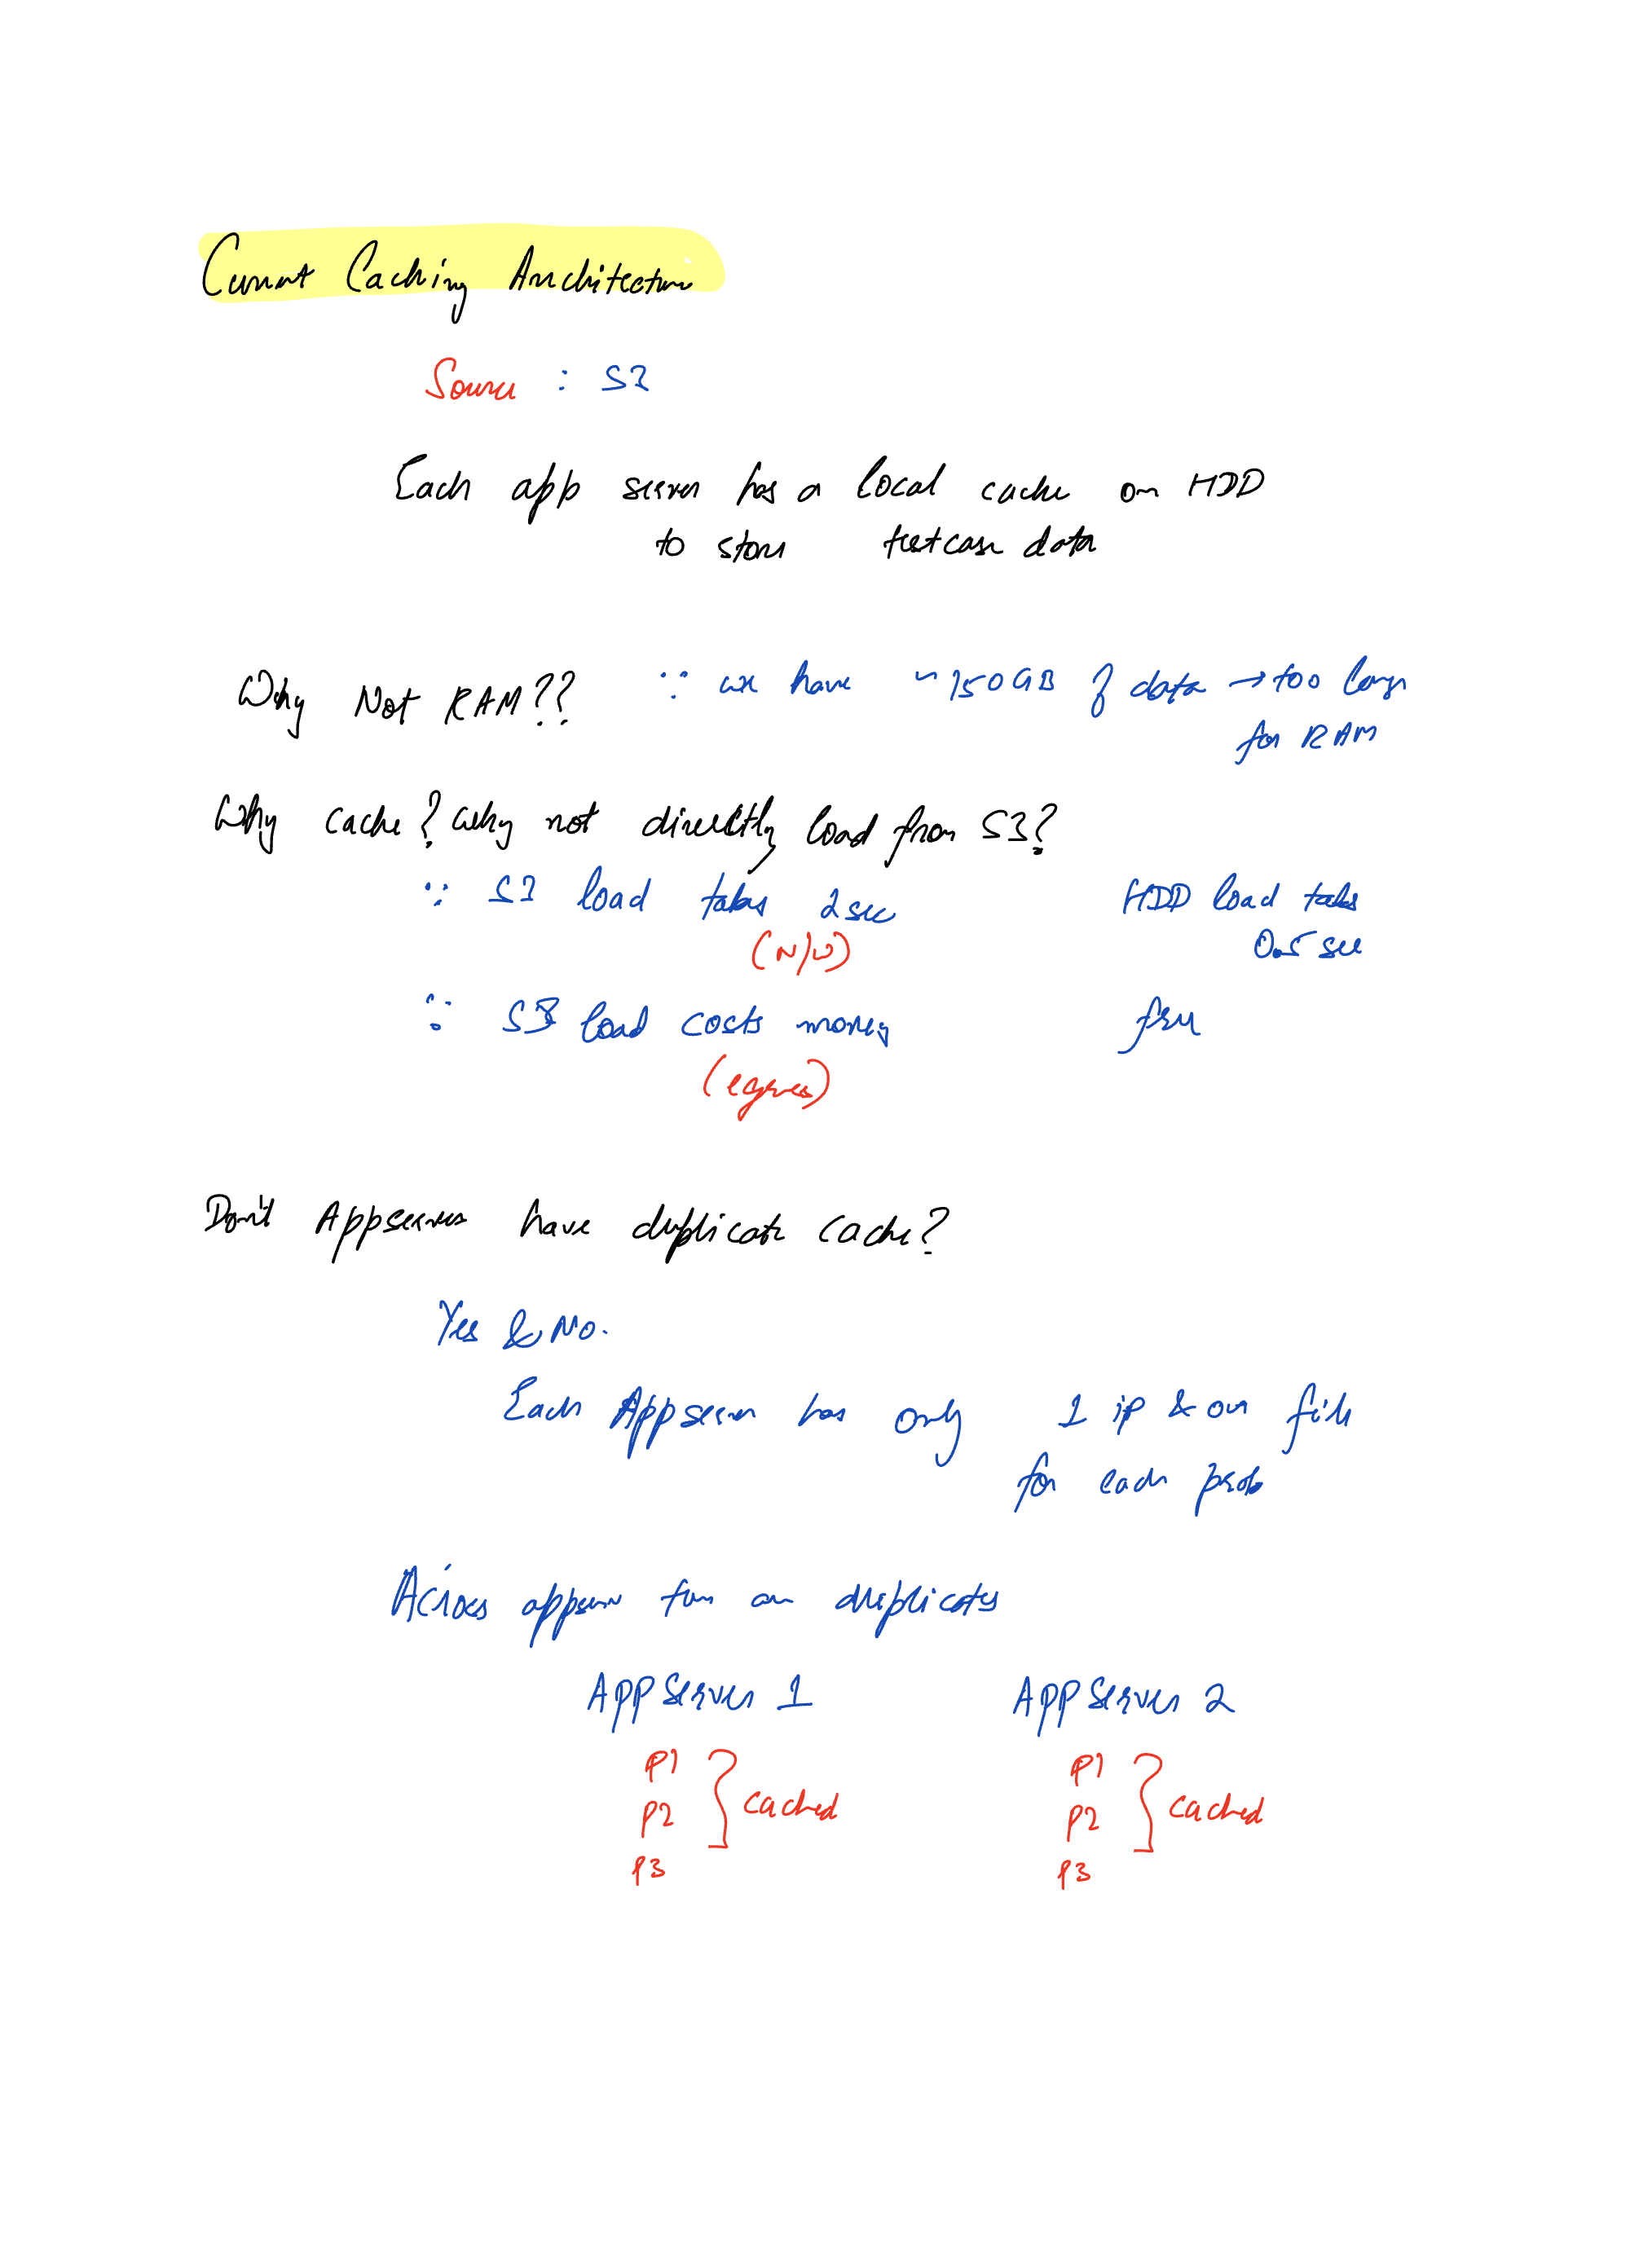 Current Caching Architecture
Source : S3
Each app server has a local cache on HDD
to store testcase data
Why Not RAM?? ∵ we have ~150GB of data → too large
for RAM
Why cache? Why not directly load from S3?
∵ S3 load takes 2sec HDD load takes
(N/W) 0.5 sec
∵ S3 load costs money free
(egress)
Don't Appservers have duplicate cache?
Yes & No.
Each Appserver has only 1 ip & out file
for each prob
Across appserver there are duplicates
APPServer 1 APPServer 2
P1 P1
P2 } cached P2 } cached
P3 P3